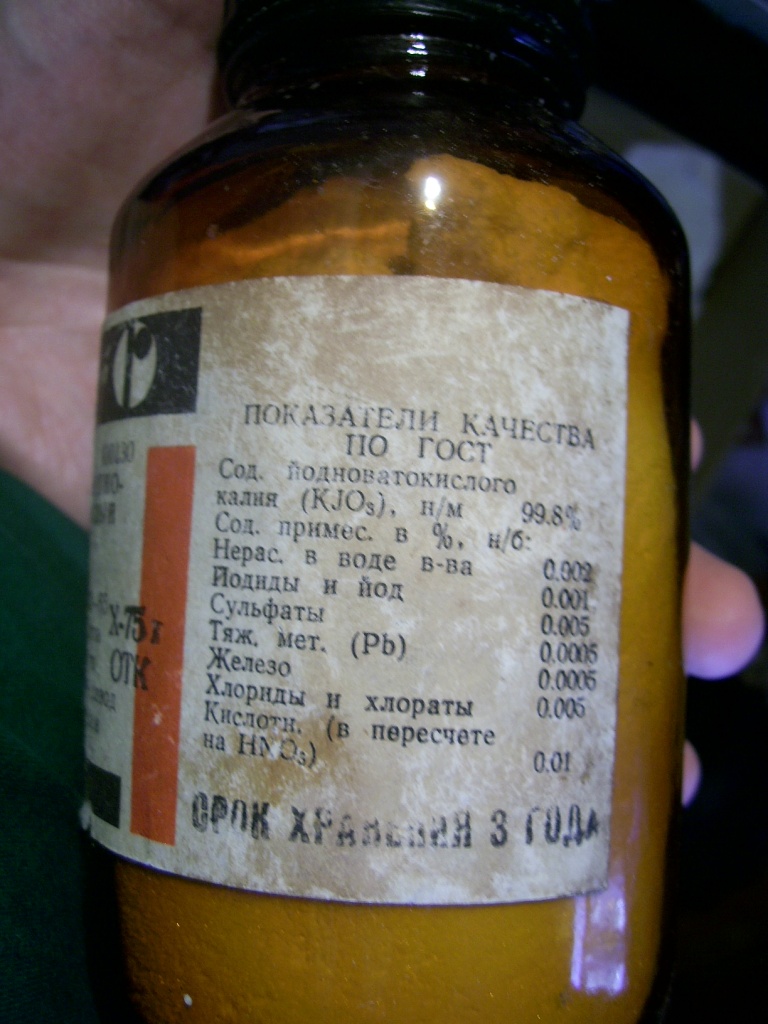 ПОКАЗАТЕЛИ КАЧЕСТВА
ПО ГОСТ
Сод. йодноватокислого
калия (KJO₃), н/м 99.8%
Сод. примес. в %, н/б:
Нерас. в воде в-ва 0.002
Йодиды и йод 0.001
Сульфаты 0.005
Тяж. мет. (Pb) 0.0005
Железо 0.0005
Хлориды и хлораты 0.005
Кислотн. (в пересчете
на HNO₃) 0.01
СРОК ХРАНЕНИЯ 3 ГОДА
X-75
ОТК